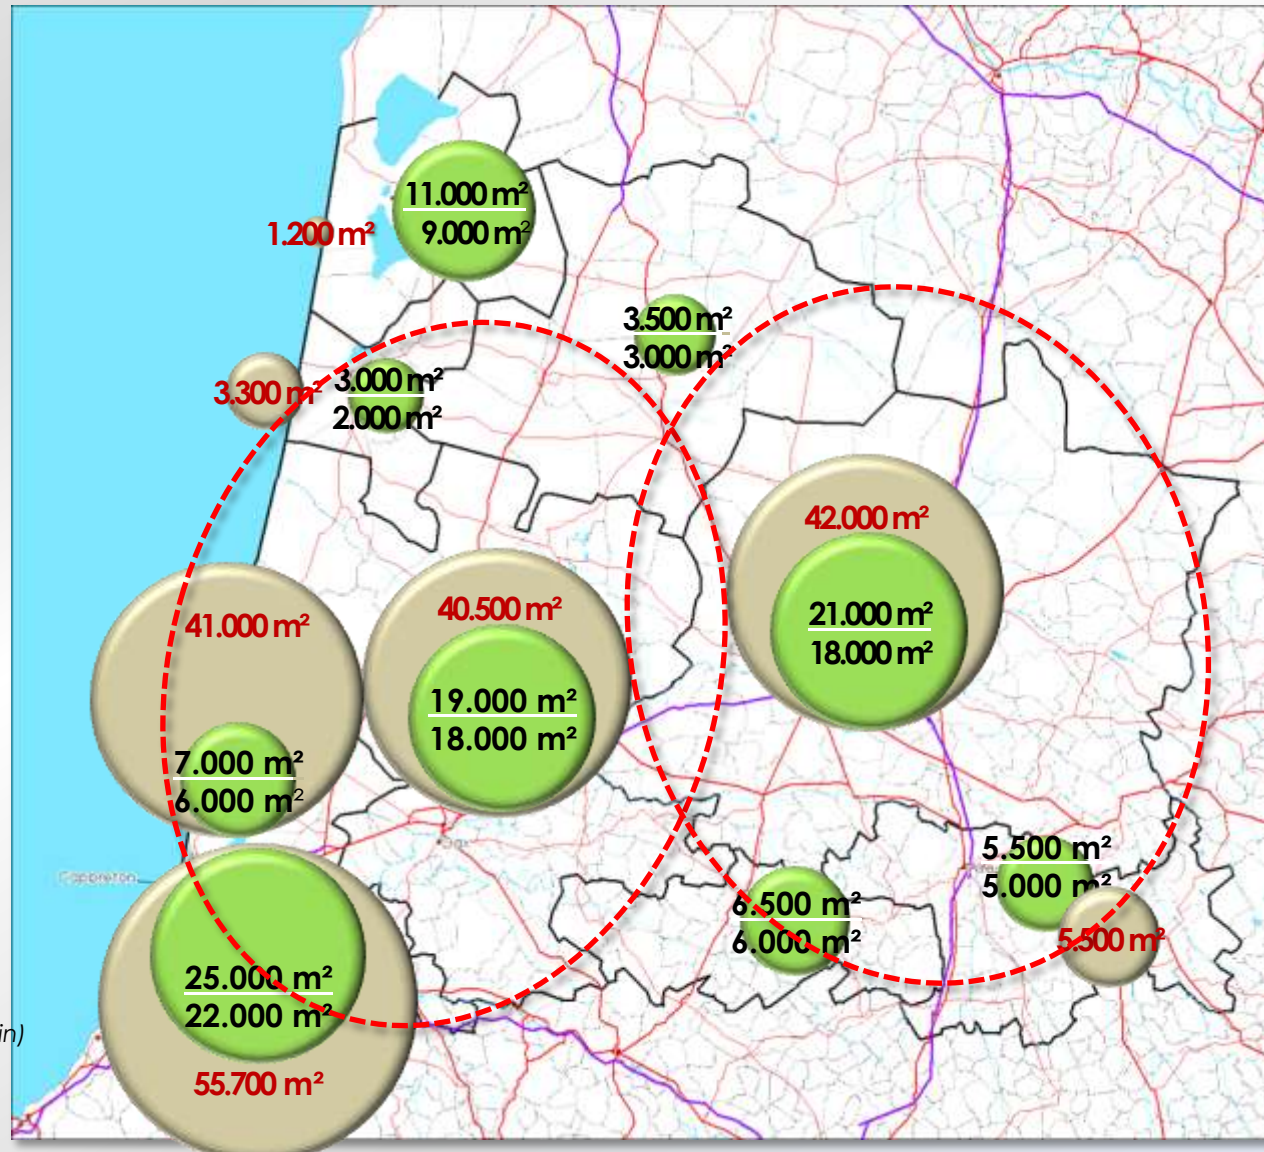 11.000 m²
9.000 m²
1.200 m²
3.500 m²
3.000 m²
3.300 m²
3.000 m²
2.000 m²
42.000 m²
21.000 m²
18.000 m²
41.000 m²
40.500 m²
19.000 m²
18.000 m²
7.000 m²
6.000 m²
Capbreton
Dax
5.500 m²
5.000 m²
6.500 m²
6.000 m²
5.500 m²
25.000 m²
22.000 m²
in)
55.700 m²